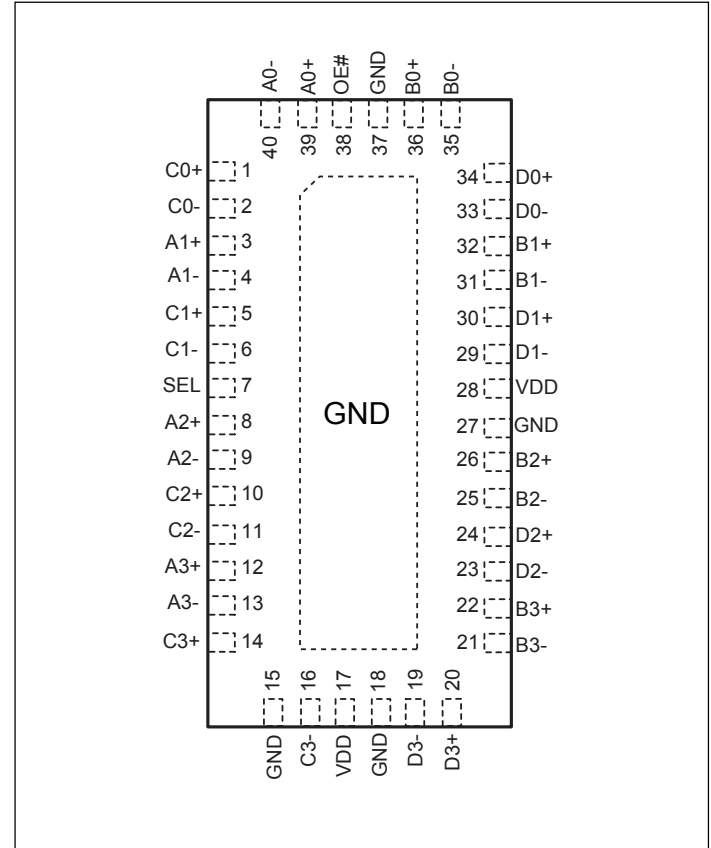 A0- A0+ OE# GND B0+ B0-
40 39 38 37 36 35
C0+ 1 34 D0+
C0- 2 33 D0-
A1+ 3 32 B1+
A1- 4 31 B1-
C1+ 5 30 D1+
C1- 6 29 D1-
SEL 7 28 VDD
A2+ 8 27 GND
A2- 9 26 B2+
C2+ 10 25 B2-
C2- 11 24 D2+
A3+ 12 23 D2-
A3- 13 22 B3+
C3+ 14 21 B3-
GND
15 16 17 18 19 20
GND C3- VDD GND D3- D3+